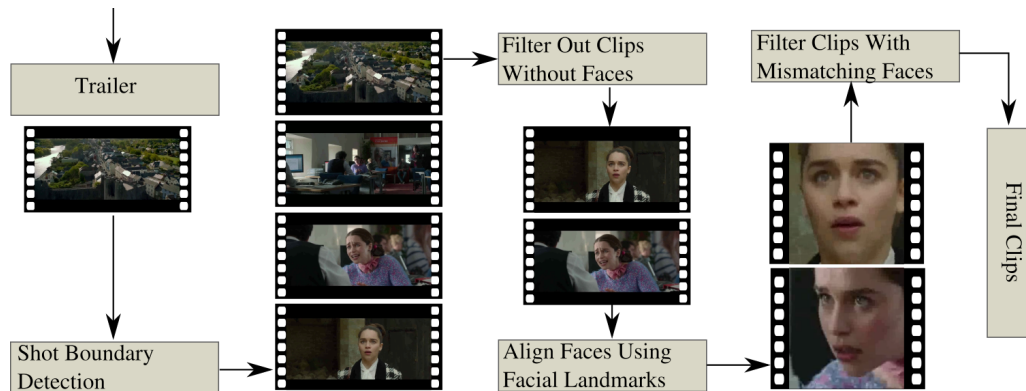 Trailer
Shot Boundary
Detection
Filter Out Clips
Without Faces
Align Faces Using
Facial Landmarks
Filter Clips With
Mismatching Faces
Final Clips